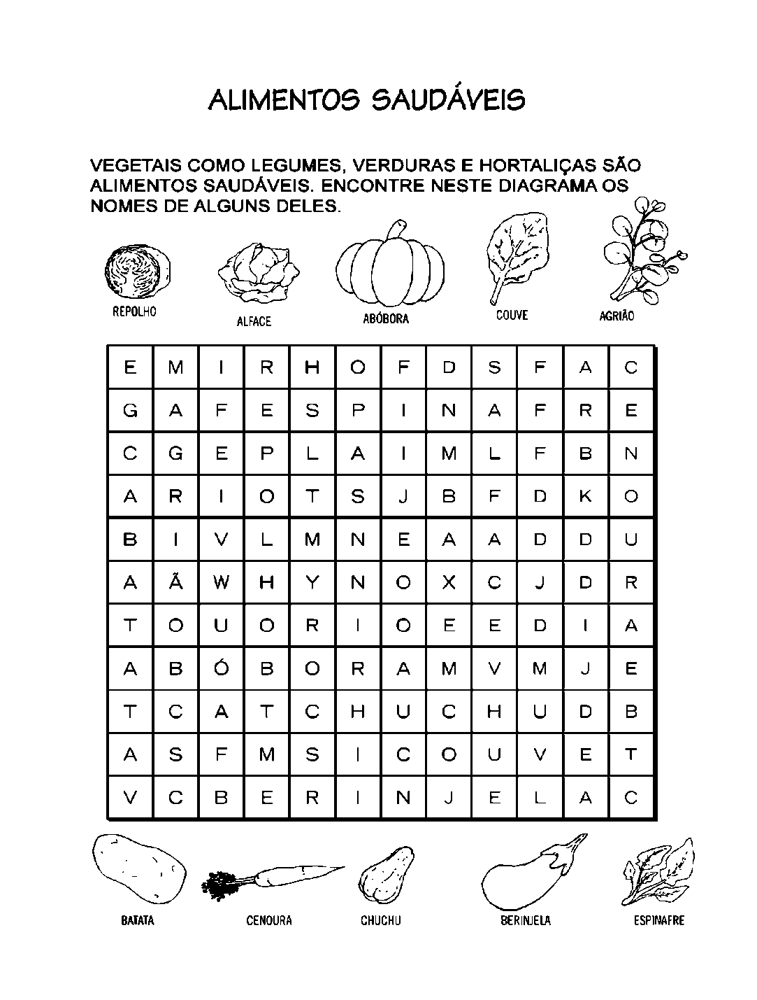 ALIMENTOS SAUDÁVEIS
VEGETAIS COMO LEGUMES, VERDURAS E HORTALIÇAS SÃO
ALIMENTOS SAUDÁVEIS. ENCONTRE NESTE DIAGRAMA OS
NOMES DE ALGUNS DELES.
REPOLHO ALFACE ABÓBORA COUVE AGRIÃO
E M I R H O F D S F A C
G A F E S P I N A F R E
C G E P L A I M L F B N
A R I O T S J B F D K O
B I V L M N E A A D D U
A Ã W H Y N O X C J D R
T O U O R I O E E D I A
A B Ó B O R A M V M J E
T C A T C H U C H U D B
A S F M S I C O U V E T
V C B E R I N J E L A C
BATATA CENOURA CHUCHU BERINJELA ESPINAFRE